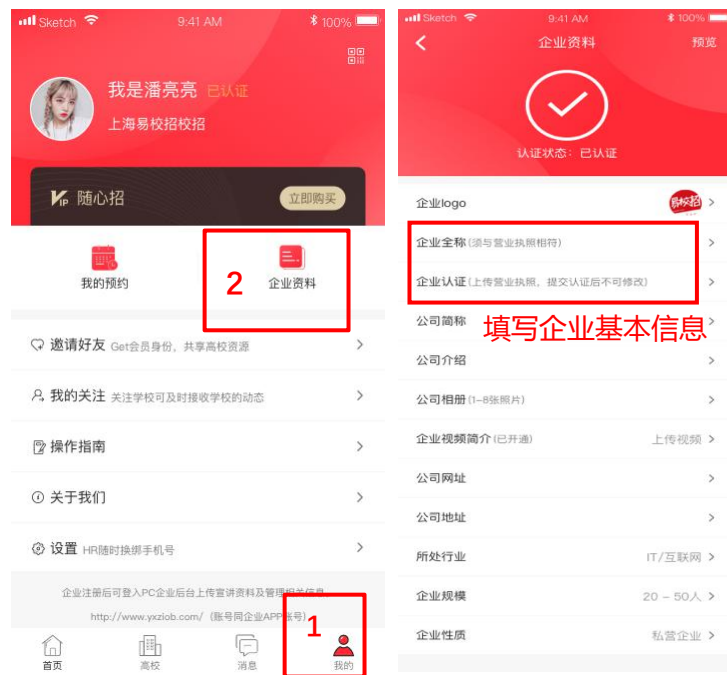 Sketch 9:41 AM 100%
我是潘亮亮 已认证
上海易校招校招
VIP 随心招 立即购买
我的预约
2
企业资料
邀请好友 Get会员身份，共享高校资源
我的关注 关注学校可及时接收学校的动态
操作指南
关于我们
设置 HR随时换绑手机号
企业注册后可登入PC企业后台上传宣讲资料及管理相关信息。
http://www.yxziob.com/（账号同企业APP账号）
1
首页 高校 消息 我的
Sketch 9:41 AM 100%
企业资料 预览
认证状态：已认证
企业logo 易校招
企业全称(须与营业执照相符)
企业认证(上传营业执照，提交认证后不可修改)
公司简称
填写企业基本信息
公司介绍
公司相册(1-8张照片)
企业视频简介(已开通) 上传视频
公司网址
公司地址
所处行业 IT/互联网
企业规模 20 - 50人
企业性质 私营企业